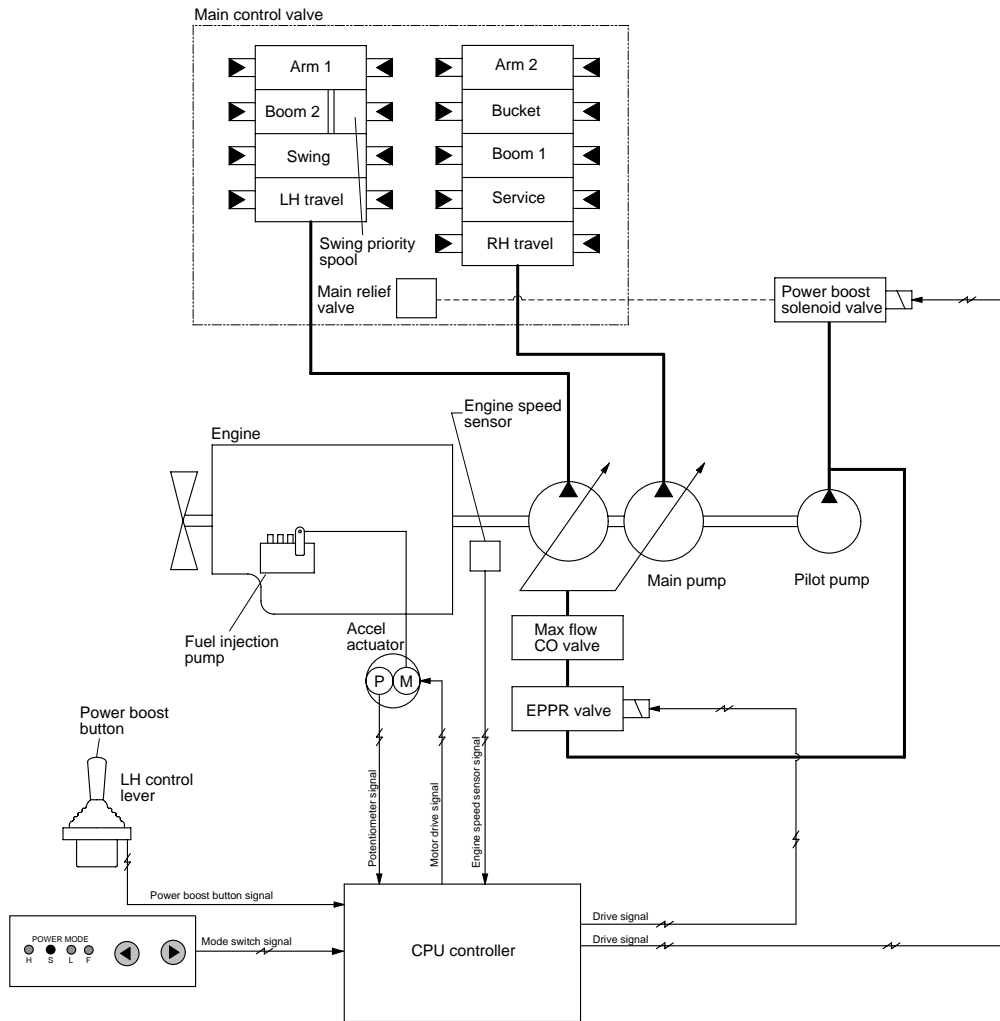 Main control valve
Arm 1
Boom 2
Swing
LH travel
Arm 2
Bucket
Boom 1
Service
RH travel
Swing priority
spool
Main relief
valve
Power boost
solenoid valve
Engine speed
sensor
Engine
Main pump
Pilot pump
Fuel injection
pump
Accel
actuator
P
M
Max flow
CO valve
EPPR valve
Power boost
button
LH control
lever
Potentiometer signal
Motor drive signal
Engine speed sensor signal
Power boost button signal
Mode switch signal
POWER MODE
H S L F
CPU controller
Drive signal
Drive signal